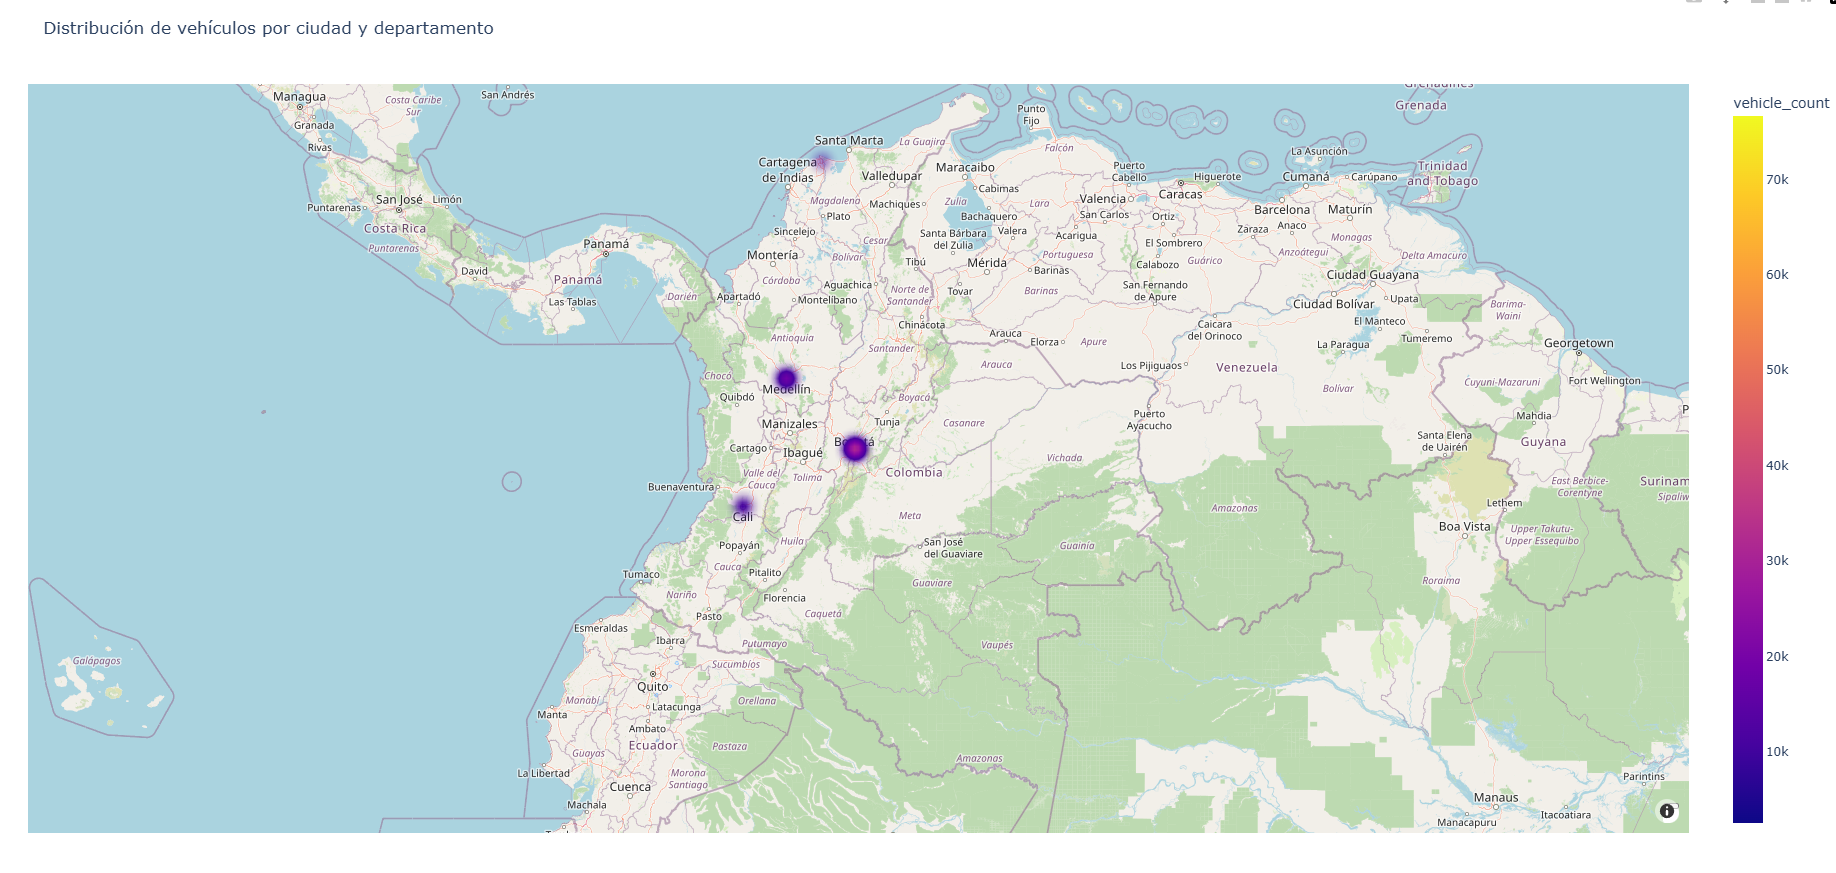 Distribución de vehículos por ciudad y departamento
vehicle_count
70k
60k
50k
40k
30k
20k
10k
Managua
Granada
Rivas
Costa Caribe
Sur
San Andrés
San José
Limón
Puntarenas
Costa Rica
Puntarenas
David
Panamá
Panamá
Las Tablas
Darién
Santa Marta
Cartagena
de Indias
La Guajira
Valledupar
Magdalena
Plato
Machiques
Sincelejo
Cesar
Montería
Bolívar
Córdoba
Apartadó
Montelíbano
Aguachica
Tibú
Norte de
Santander
Chinácota
Antioquia
Santander
Chocó
Medellín
Quibdó
Boyacá
Manizales
Tunja
Casanare
Cartago
Ibagué
Colombia
Valle del
Cauca
Tolima
Buenaventura
Cali
Meta
Vichada
Popayán
Huila
San José
del Guaviare
Guainía
Cauca
Pitalito
Tumaco
Guaviare
Nariño
Florencia
Caquetá
Pasto
Vaupés
Putumayo
Amazonas
Punto
Fijo
Falcón
Maracaibo
Cabimas
Zulia
Lara
Bachaquero
Santa Bárbara
del Zulia
Valera
Acarigua
Portuguesa
Mérida
Barinas
Tovar
Barinas
Arauca
Elorza
Apure
Arauca
Puerto
Cabello
Valencia
San Carlos
Caracas
Higuerote
Ortiz
El Sombrero
Calabozo
Guárico
San Fernando
de Apure
Caicara
del Orinoco
Los Pijiguaos
Venezuela
Puerto
Ayacucho
Amazonas
La Asunción
Cumaná
Carúpano
Barcelona
Maturín
Zaraza
Anaco
Monagas
Anzoátegui
Delta Amacuro
Ciudad Guayana
Ciudad Bolívar
Upata
El Manteco
La Paragua
Tumeremo
Bolívar
Santa Elena
de Uairén
Grenadines
Grenada
Trinidad
and Tobago
Barima-
Waini
Georgetown
Cuyuni-Mazaruni
Fort Wellington
Mahdia
Guyana
East Berbice-
Corentyne
Lethem
Upper Takutu-
Upper Essequibo
Surinam
Sipaliw
P
Boa Vista
Roraima
Manaus
Manacapuru
Itacoatiara
Parintins
Galápagos
Esmeraldas
Ibarra
Sucumbíos
Quito
Manabí
Latacunga
Orellana
Manta
Ambato
Ecuador
Pastaza
Guayas
La Libertad
Morona
Santiago
Cuenca
Machala